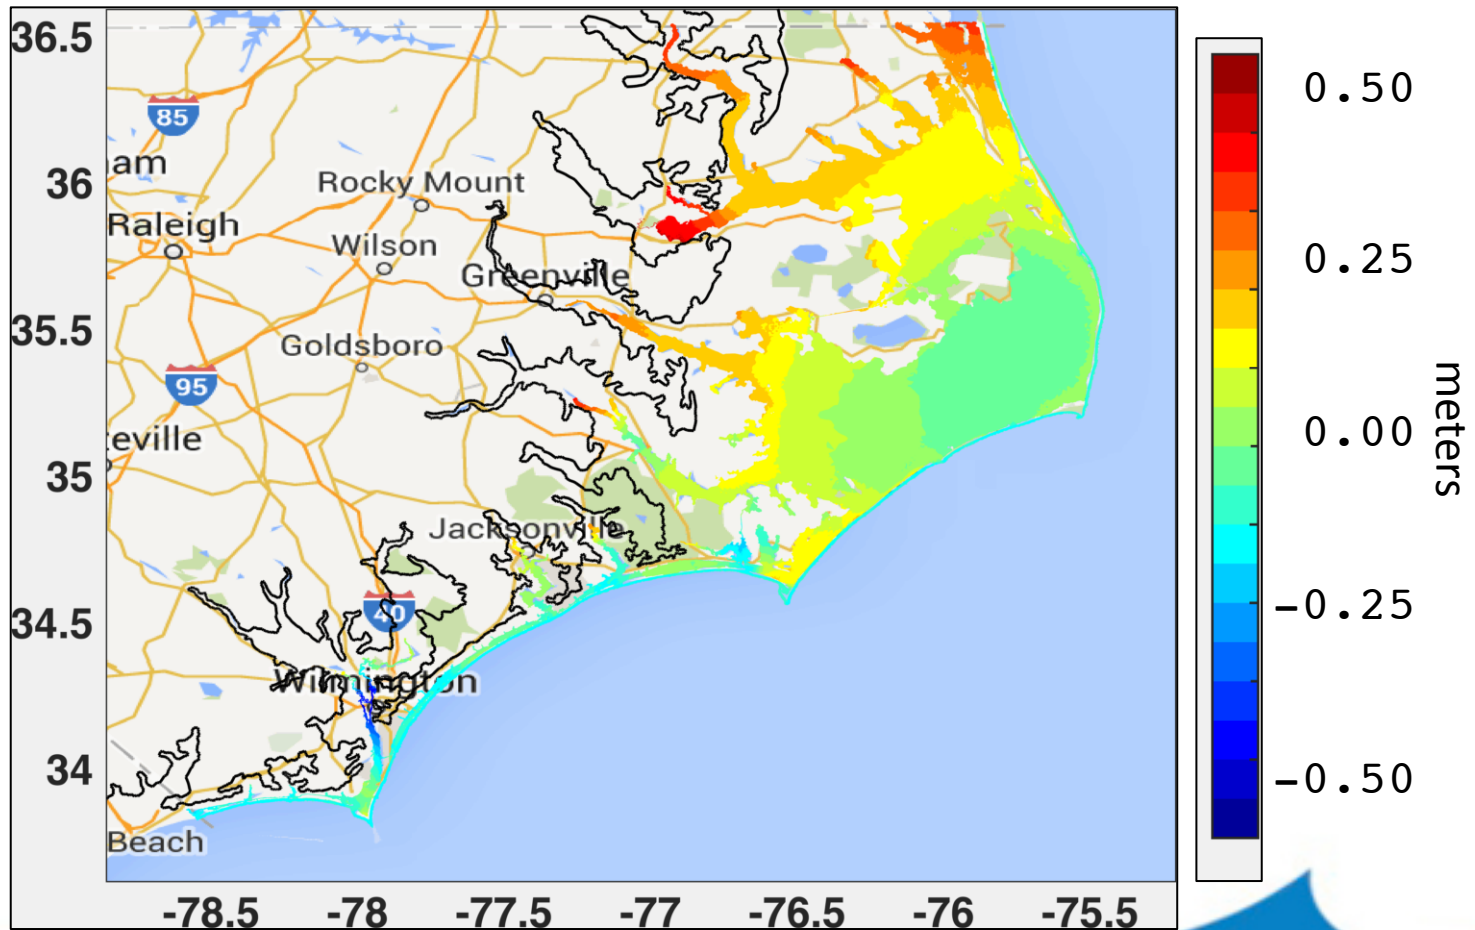 36.5
36
35.5
35
34.5
34
85
am
Raleigh
Rocky Mount
Wilson
Greenville
Goldsboro
95
eville
Jacksonville
40
Wilmington
Beach
-78.5
-78
-77.5
-77
-76.5
-76
-75.5
0.50
0.25
0.00
-0.25
-0.50
meters